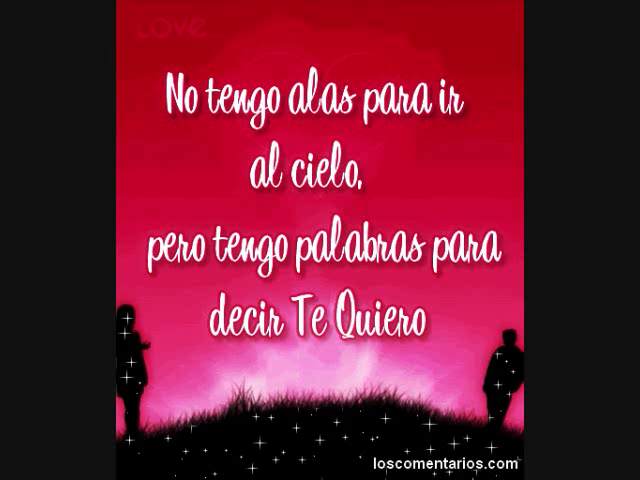 LOVE
No tengo alas para ir
al cielo,
pero tengo palabras para
decir Te Quiero
loscomentarios.com